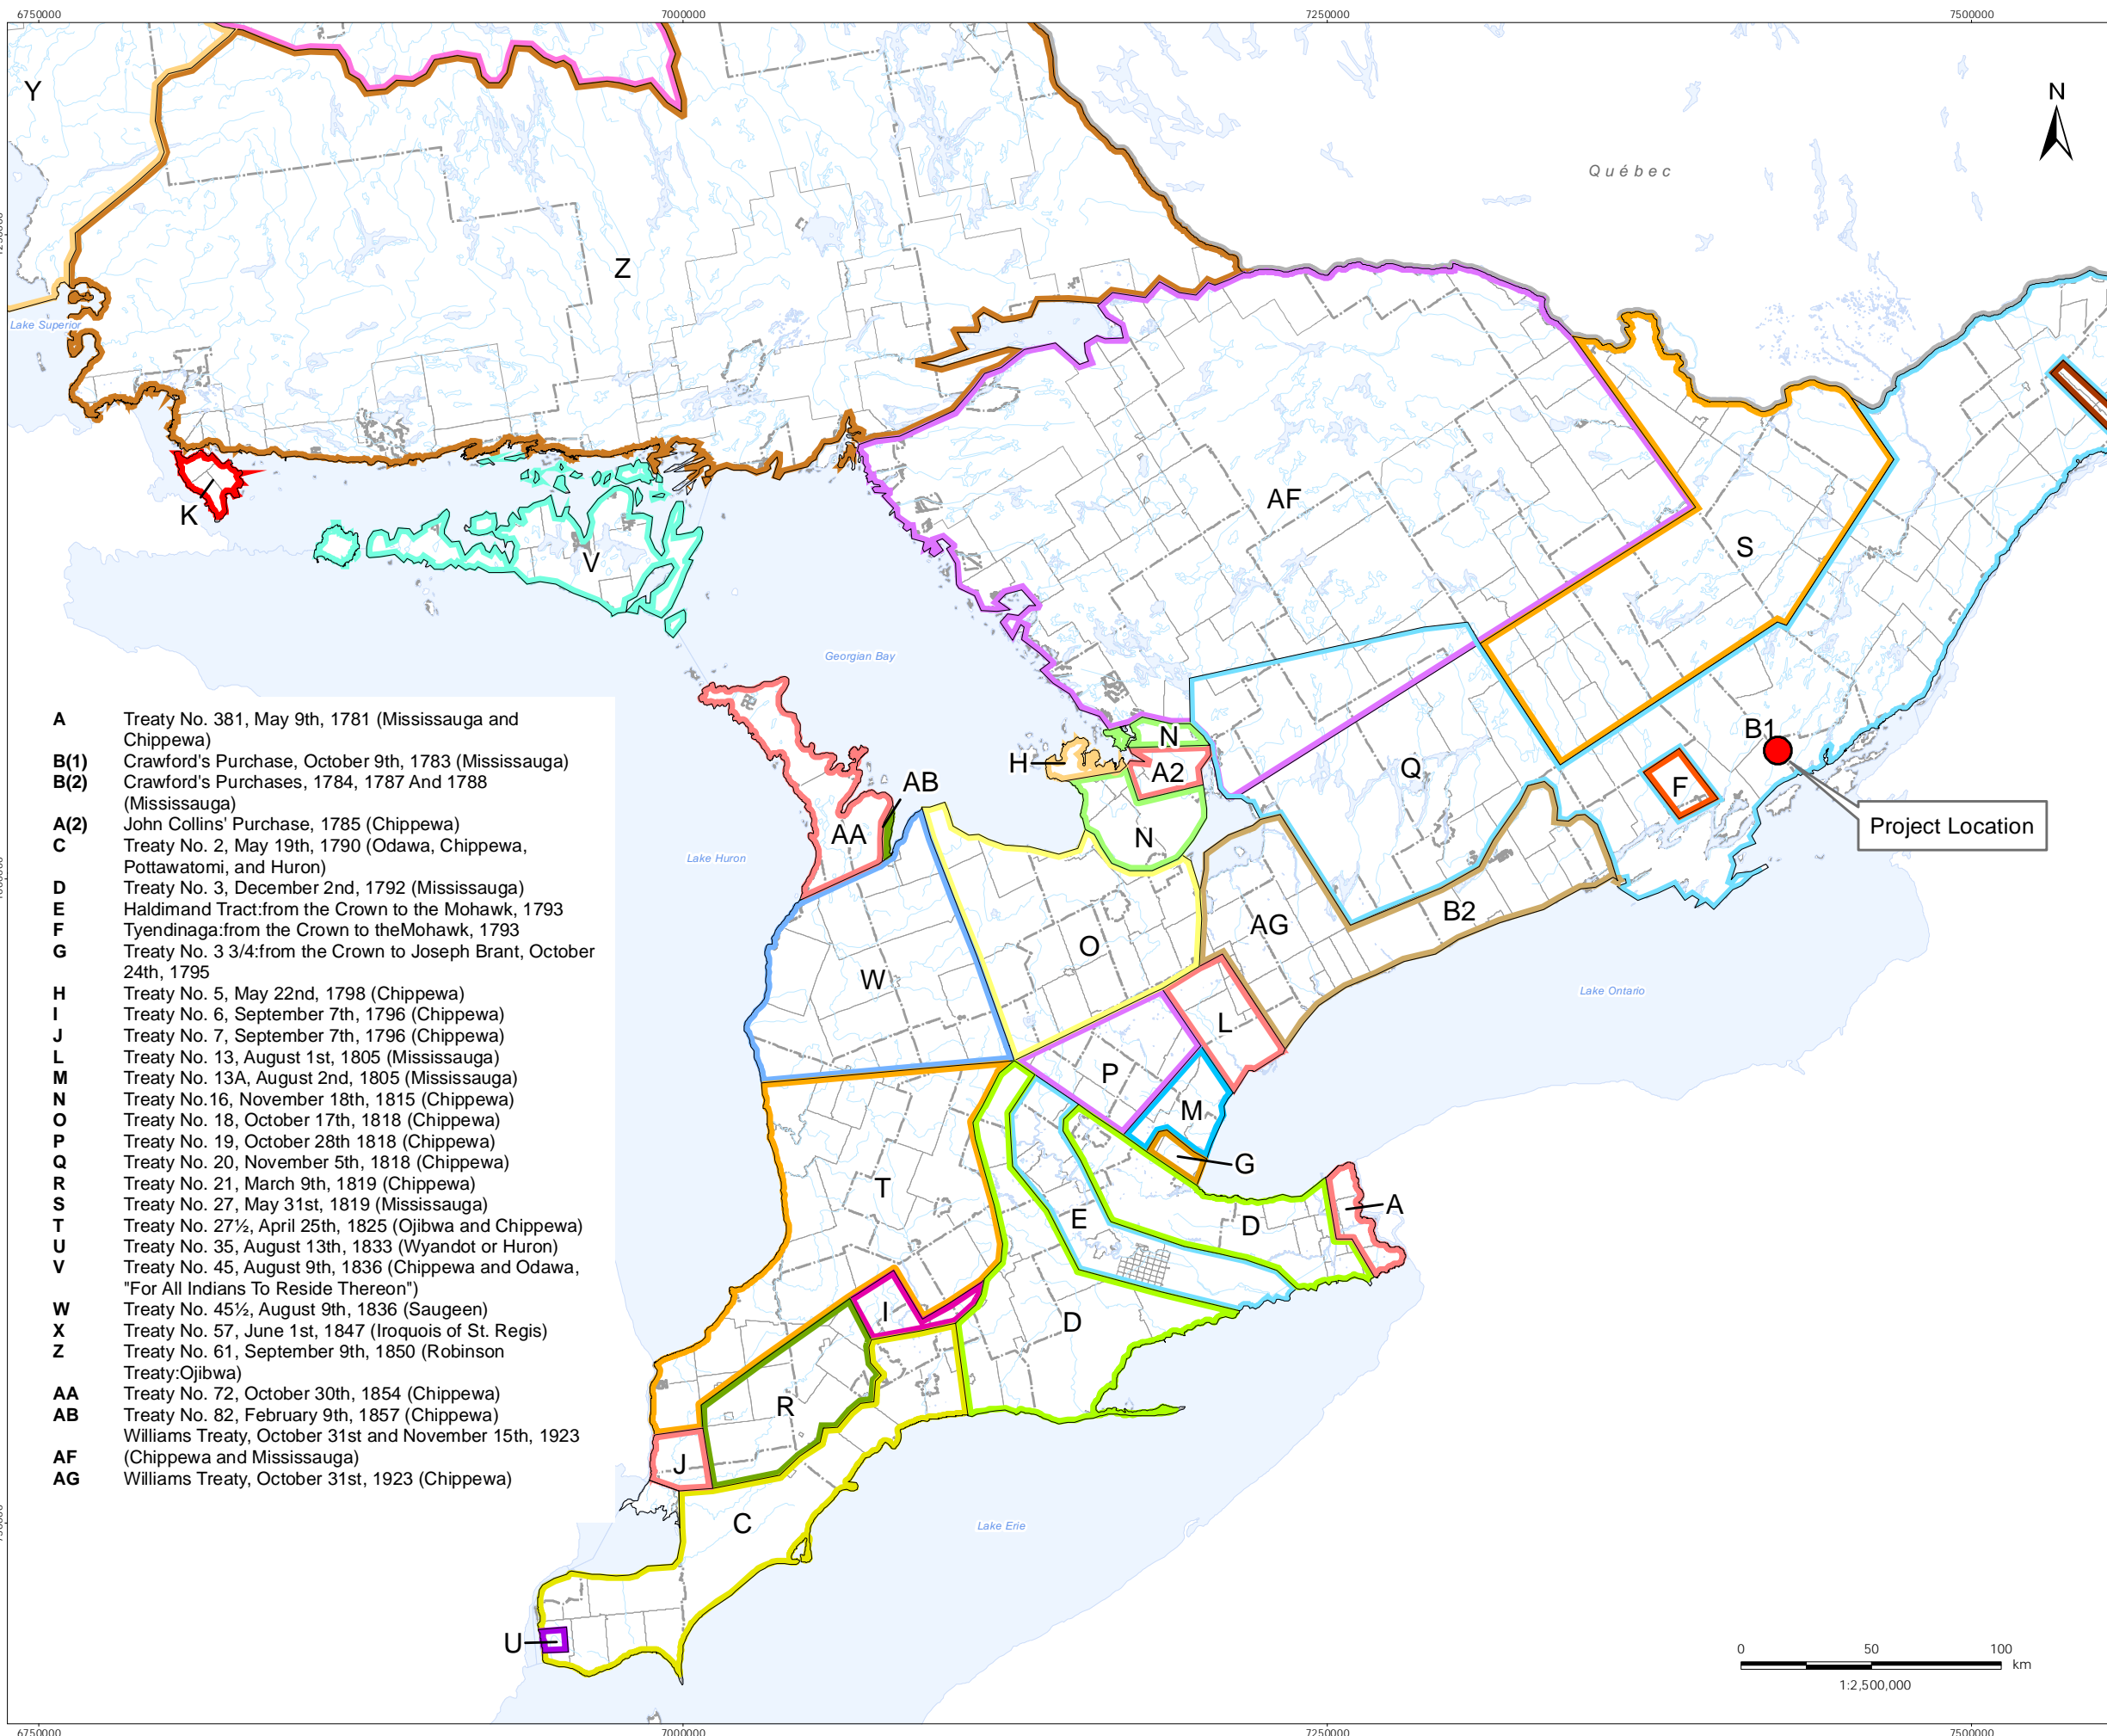 6750000
7000000
7250000
7500000
Y
N
Québec
Z
Lake Superior
K
V
AF
S
Georgian Bay
N
H
A2
Q
B1
F
Project Location
AB
AA
N
Lake Huron
B2
AG
O
W
Lake Ontario
L
P
M
G
T
A
E
D
I
D
R
J
C
Lake Erie
U
A Treaty No. 381, May 9th, 1781 (Mississauga and
Chippewa)
B(1) Crawford's Purchase, October 9th, 1783 (Mississauga)
B(2) Crawford's Purchases, 1784, 1787 And 1788
(Mississauga)
A(2) John Collins' Purchase, 1785 (Chippewa)
C Treaty No. 2, May 19th, 1790 (Odawa, Chippewa,
Pottawatomi, and Huron)
D Treaty No. 3, December 2nd, 1792 (Mississauga)
E Haldimand Tract:from the Crown to the Mohawk, 1793
F Tyendinaga:from the Crown to theMohawk, 1793
G Treaty No. 3 3/4:from the Crown to Joseph Brant, October
24th, 1795
H Treaty No. 5, May 22nd, 1798 (Chippewa)
I Treaty No. 6, September 7th, 1796 (Chippewa)
J Treaty No. 7, September 7th, 1796 (Chippewa)
L Treaty No. 13, August 1st, 1805 (Mississauga)
M Treaty No. 13A, August 2nd, 1805 (Mississauga)
N Treaty No.16, November 18th, 1815 (Chippewa)
O Treaty No. 18, October 17th, 1818 (Chippewa)
P Treaty No. 19, October 28th 1818 (Chippewa)
Q Treaty No. 20, November 5th, 1818 (Chippewa)
R Treaty No. 21, March 9th, 1819 (Chippewa)
S Treaty No. 27, May 31st, 1819 (Mississauga)
T Treaty No. 27½, April 25th, 1825 (Ojibwa and Chippewa)
U Treaty No. 35, August 13th, 1833 (Wyandot or Huron)
V Treaty No. 45, August 9th, 1836 (Chippewa and Odawa,
"For All Indians To Reside Thereon")
W Treaty No. 45½, August 9th, 1836 (Saugeen)
X Treaty No. 57, June 1st, 1847 (Iroquois of St. Regis)
Z Treaty No. 61, September 9th, 1850 (Robinson
Treaty:Ojibwa)
AA Treaty No. 72, October 30th, 1854 (Chippewa)
AB Treaty No. 82, February 9th, 1857 (Chippewa)
Williams Treaty, October 31st and November 15th, 1923
AF (Chippewa and Mississauga)
AG Williams Treaty, October 31st, 1923 (Chippewa)
0 50 100
km
1:2,500,000
6750000
7000000
7250000
7500000